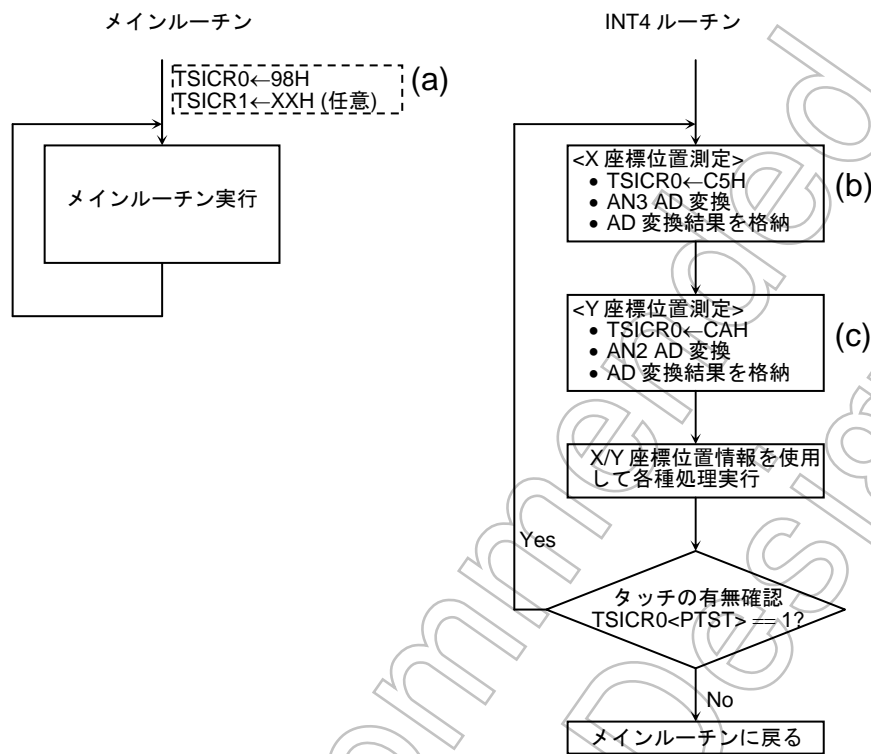 メインルーチン
TSICR0←98H
TSICR1←XXH (任意)
(a)
メインルーチン実行
INT4 ルーチン
<X 座標位置測定>
• TSICR0←C5H
• AN3 AD 変換
• AD 変換結果を格納
(b)
<Y 座標位置測定>
• TSICR0←CAH
• AN2 AD 変換
• AD 変換結果を格納
(c)
X/Y 座標位置情報を使用
して各種処理実行
Yes
タッチの有無確認
TSICR0<PTST> == 1?
No
メインルーチンに戻る